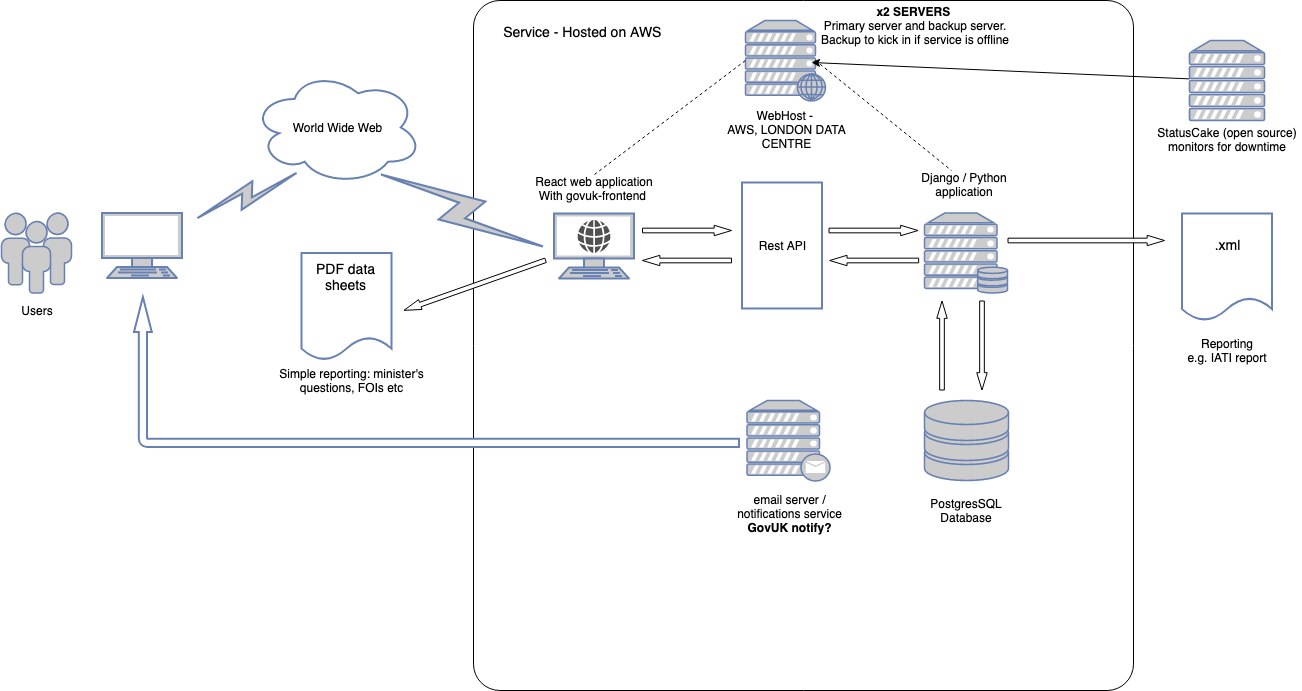 x2 SERVERS
Primary server and backup server.
Backup to kick in if service is offline
Service - Hosted on AWS
World Wide Web
WebHost -
AWS, LONDON DATA
CENTRE
StatusCake (open source)
monitors for downtime
React web application
With govuk-frontend
Django / Python
application
Rest API
.xml
PDF data
sheets
Users
Reporting
e.g. IATI report
Simple reporting: minister's
questions, FOIs etc
email server /
notifications service
GovUK notify?
PostgresSQL
Database